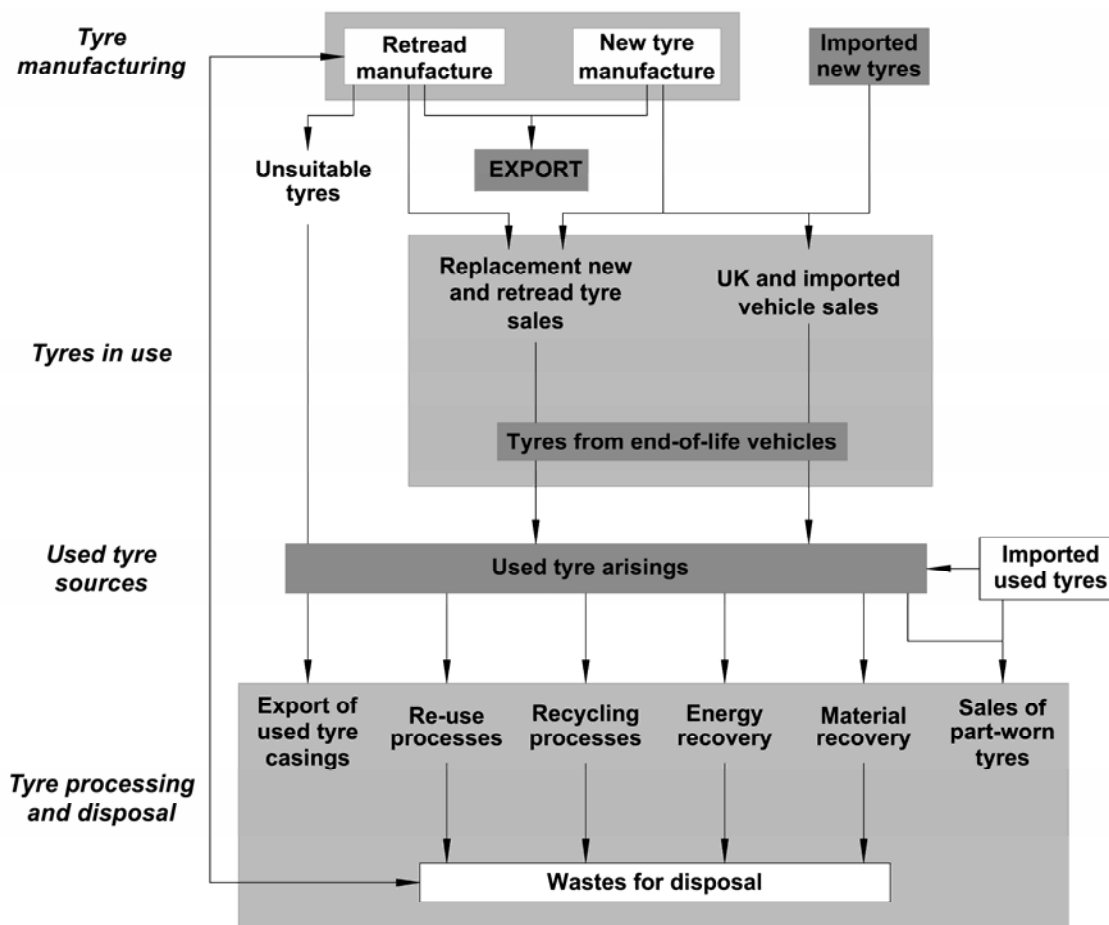 Tyre
manufacturing
Retread
manufacture
New tyre
manufacture
Imported
new tyres
Unsuitable
tyres
EXPORT
Replacement new
and retread tyre
sales
UK and imported
vehicle sales
Tyres in use
Tyres from end-of-life vehicles
Used tyre
sources
Used tyre arisings
Imported
used tyres
Export of
used tyre
casings
Re-use
processes
Recycling
processes
Energy
recovery
Material
recovery
Sales of
part-worn
tyres
Tyre processing
and disposal
Wastes for disposal